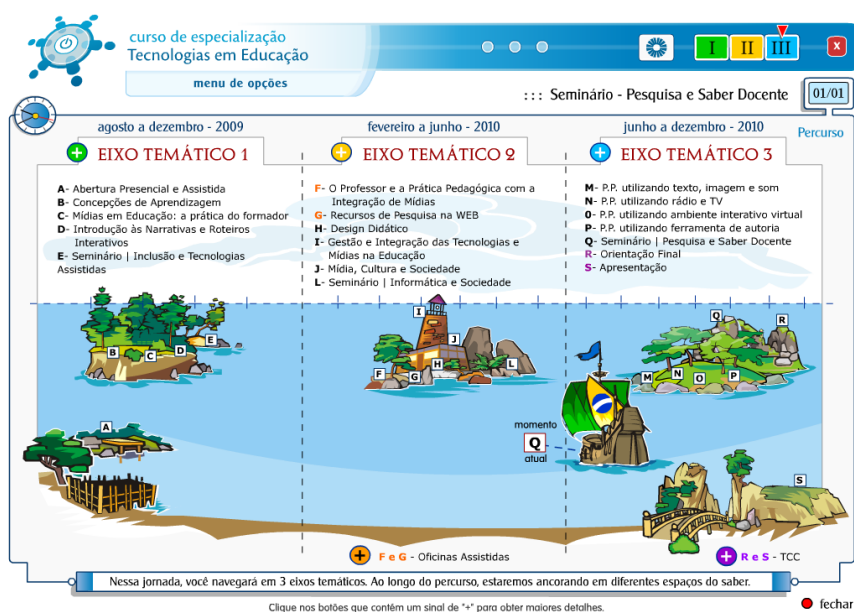 curso de especialização
Tecnologias em Educação
menu de opções
I II III X
::: Seminário - Pesquisa e Saber Docente
01/01
Percurso
agosto a dezembro - 2009
EIXO TEMÁTICO 1
A- Abertura Presencial e Assistida
B- Concepções de Aprendizagem
C- Mídias em Educação: a prática do formador
D- Introdução às Narrativas e Roteiros
Interativos
E- Seminário | Inclusão e Tecnologias
Assistidas
fevereiro a junho - 2010
EIXO TEMÁTICO 2
F- O Professor e a Prática Pedagógica com a
Integração de Mídias
G- Recursos de Pesquisa na WEB
H- Design Didático
I- Gestão e Integração das Tecnologias e
Mídias na Educação
J- Mídia, Cultura e Sociedade
L- Seminário | Informática e Sociedade
junho a dezembro - 2010
EIXO TEMÁTICO 3
M- P.P. utilizando texto, imagem e som
N- P.P. utilizando rádio e TV
0- P.P. utilizando ambiente interativo virtual
P- P.P. utilizando ferramenta de autoria
Q- Seminário | Pesquisa e Saber Docente
R- Orientação Final
S- Apresentação
B
C
D
E
A
I
J
H
F
G
L
Q
R
M
N
O
P
momento
Q
atual
S
F e G - Oficinas Assistidas
R e S - TCC
Nessa jornada, você navegará em 3 eixos temáticos. Ao longo do percurso, estaremos ancorando em diferentes espaços do saber.
Clique nos botões que contêm um sinal de "+" para obter maiores detalhes.
fechar